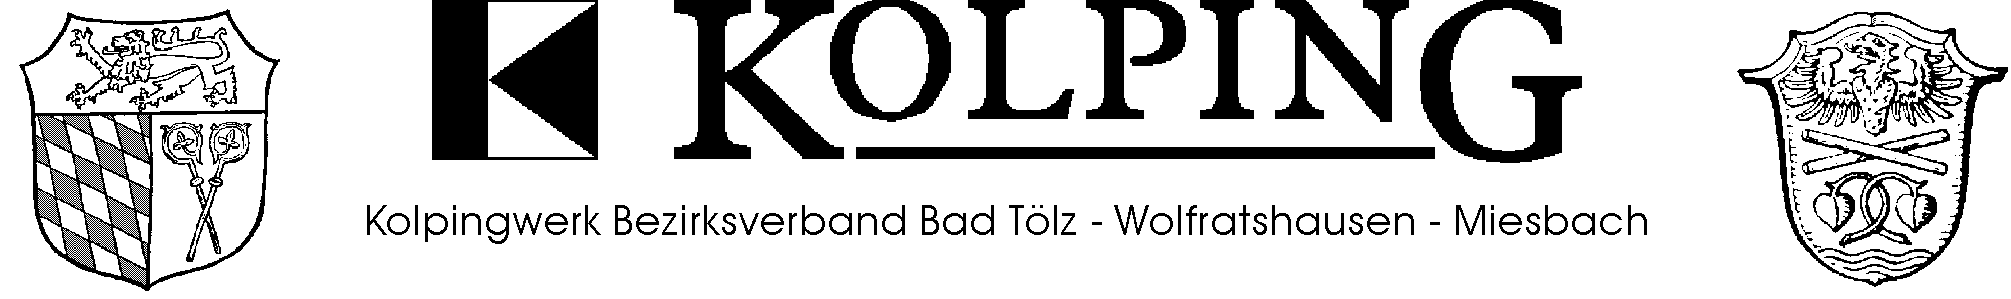 KOLPING
Kolpingwerk Bezirksverband Bad Tölz - Wolfratshausen - Miesbach